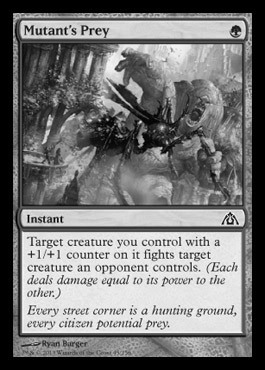 Mutant's Prey
Instant
Target creature you control with a
+1/+1 counter on it fights target
creature an opponent controls. (Each
deals damage equal to its power to the
other.)
Every street corner is a hunting ground,
every citizen potential prey.
Ryan Barger